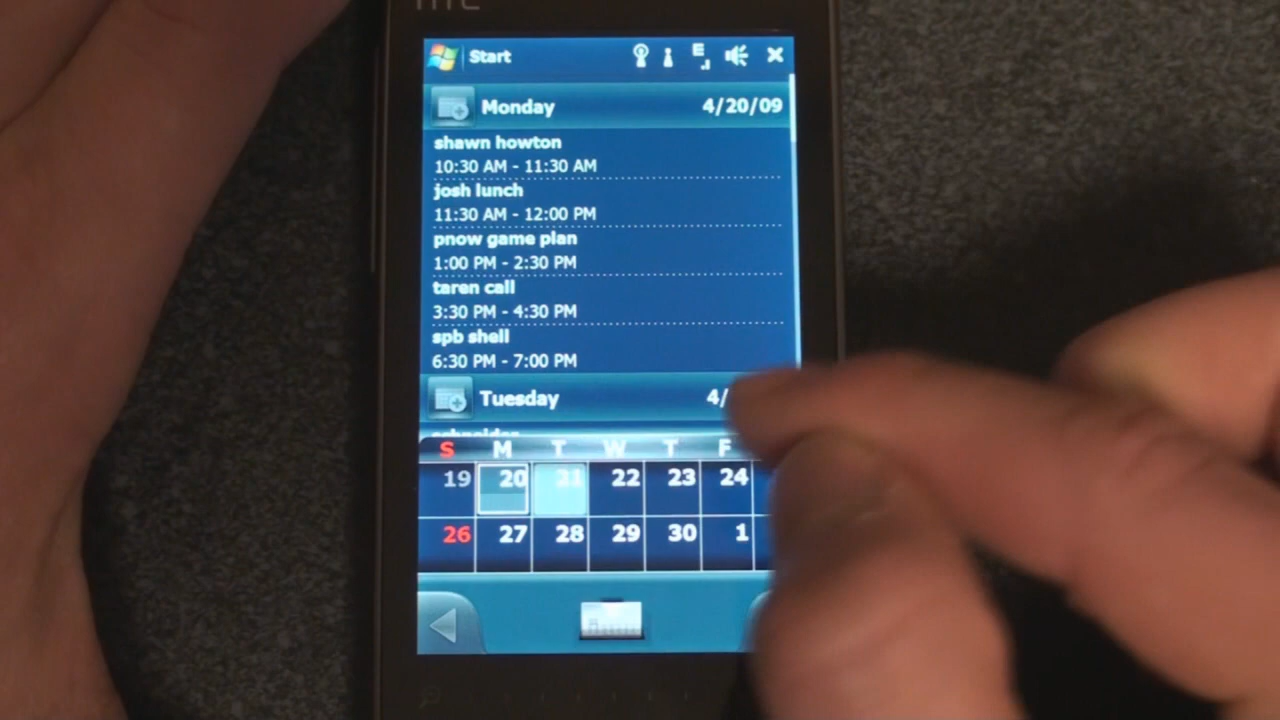 HTC
Start
Monday 4/20/09
shawn howton
10:30 AM - 11:30 AM
josh lunch
11:30 AM - 12:00 PM
pnow game plan
1:00 PM - 2:30 PM
taren call
3:30 PM - 4:30 PM
spb shell
6:30 PM - 7:00 PM
Tuesday 4/
S M T W T F
19 20 21 22 23 24
26 27 28 29 30 1